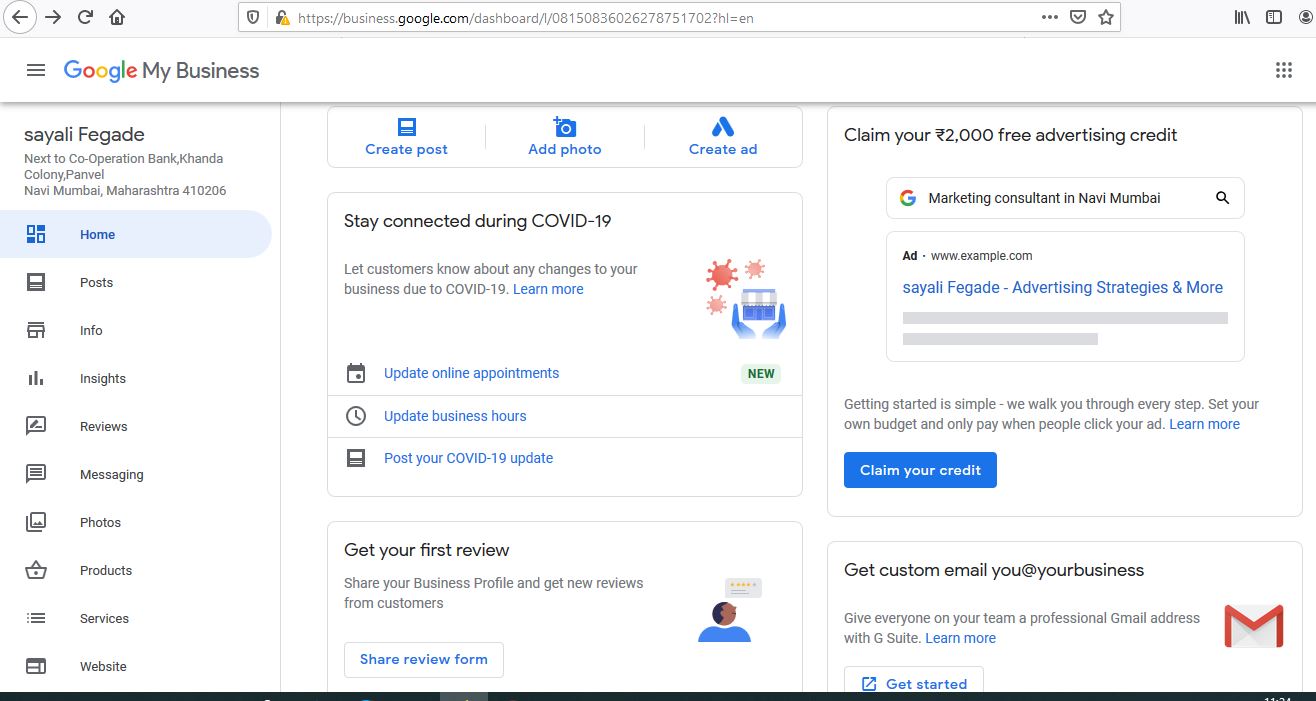 https://business.google.com/dashboard/l/08150836026278751702?hl=en
Google My Business
sayali Fegade
Next to Co-Operation Bank,Khanda
Colony,Panvel
Navi Mumbai, Maharashtra 410206
Home
Posts
Info
Insights
Reviews
Messaging
Photos
Products
Services
Website
Create post
Add photo
Create ad
Stay connected during COVID-19
Let customers know about any changes to your
business due to COVID-19. Learn more
Update online appointments
NEW
Update business hours
Post your COVID-19 update
Get your first review
Share your Business Profile and get new reviews
from customers
Share review form
Claim your ₹2,000 free advertising credit
Marketing consultant in Navi Mumbai
Ad · www.example.com
sayali Fegade - Advertising Strategies & More
Getting started is simple - we walk you through every step. Set your
own budget and only pay when people click your ad. Learn more
Claim your credit
Get custom email you@yourbusiness
Give everyone on your team a professional Gmail address
with G Suite. Learn more
Get started